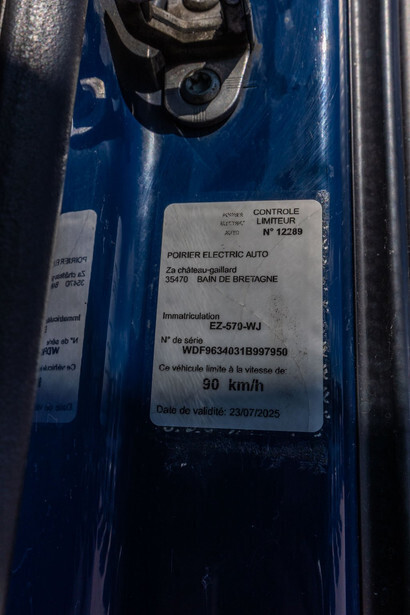 POIRIER
ELECTRIC
AUTO
CONTROLE
LIMITEUR
N° 12289
POIRIER ELECTRIC AUTO
Za château-gaillard
35470 BAIN DE BRETAGNE
Immatriculation
EZ-570-WJ
N° de série
WDF9634031B997950
Ce véhicule limité à la vitesse de:
90 km/h
Date de validité: 23/07/2025